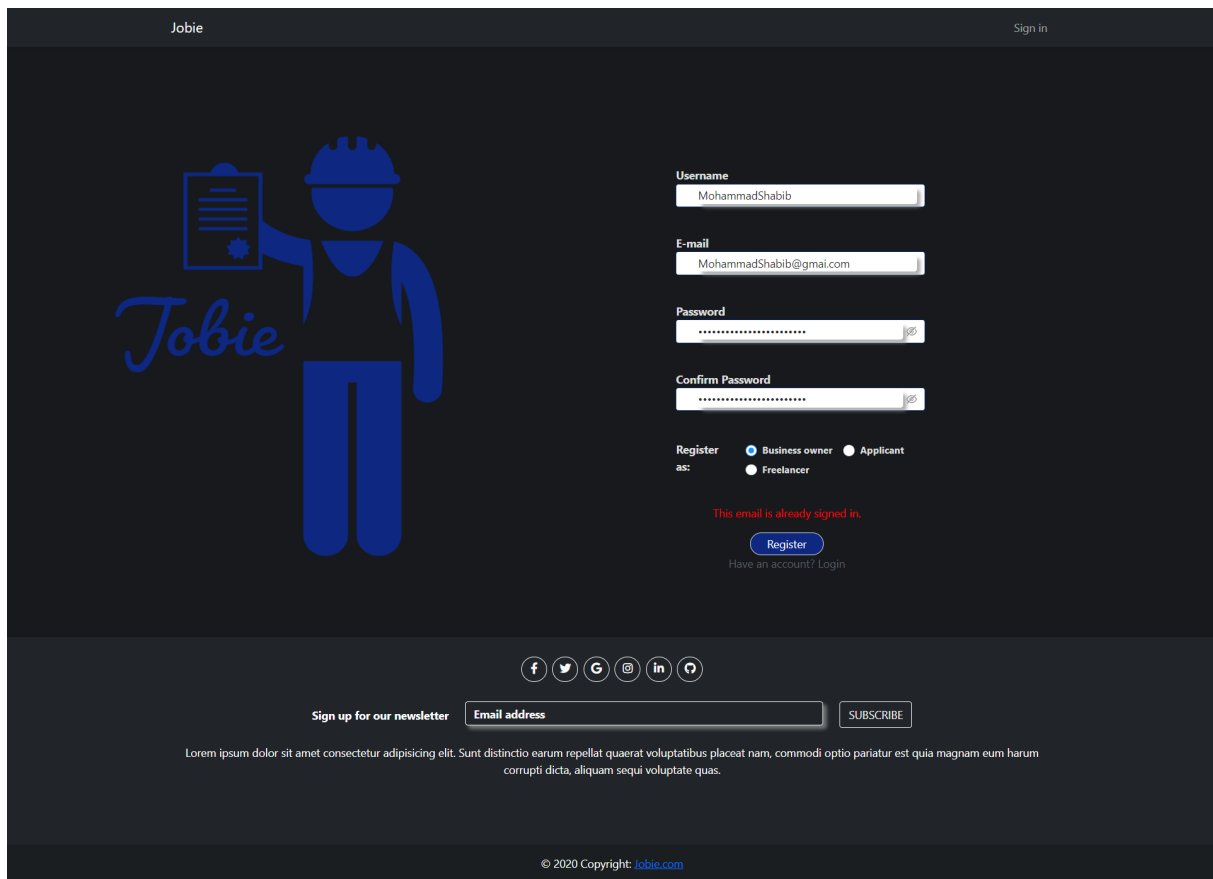 Jobie
Sign in
Jobie
Username
MohammadShabib
E-mail
MohammadShabib@gmai.com
Password
••••••••••••••••••••••••
Confirm Password
••••••••••••••••••••••••
Register as:
Business owner
Applicant
Freelancer
This email is already signed in.
Register
Have an account? Login
Sign up for our newsletter
Email address
SUBSCRIBE
Lorem ipsum dolor sit amet consectetur adipisicing elit. Sunt distinctio earum repellat quaerat voluptatibus placeat nam, commodi optio pariatur est quia magnam eum harum
corrupti dicta, aliquam sequi voluptate quas.
© 2020 Copyright: Jobie.com